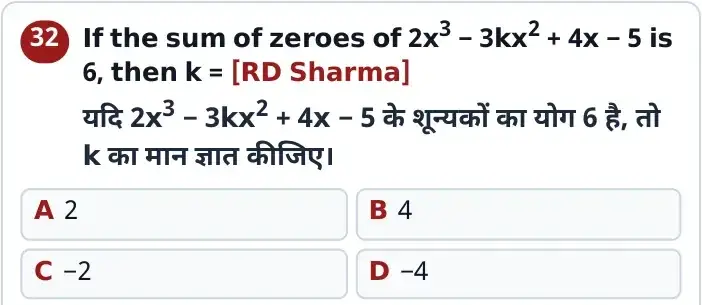 32 If the sum of zeroes of 2x³ – 3kx² + 4x – 5 is
6, then k = [RD Sharma]
यदि 2x³ – 3kx² + 4x – 5 के शून्यकों का योग 6 है, तो
k का मान ज्ञात कीजिए।
A 2
B 4
C −2
D −4